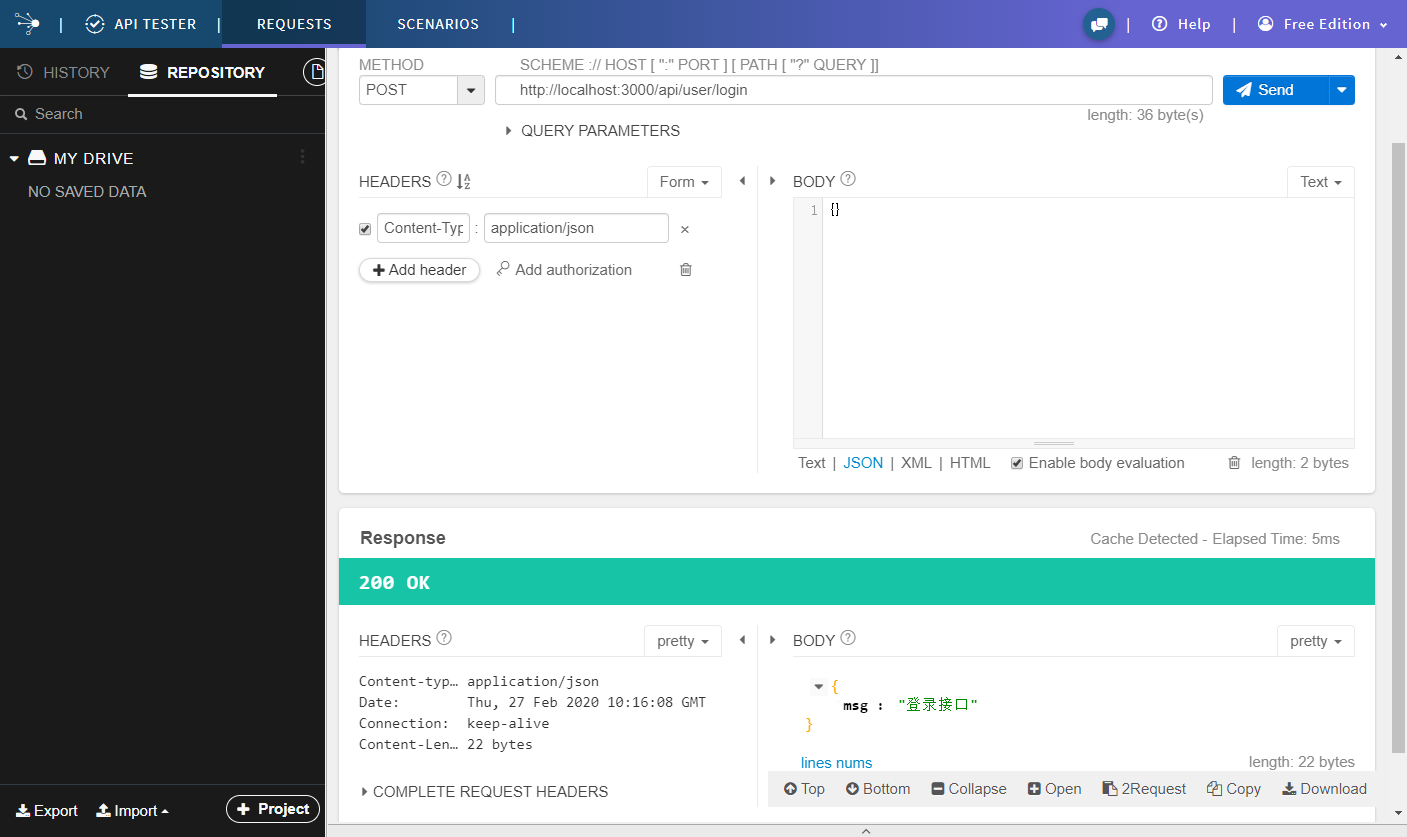 API TESTER
REQUESTS
SCENARIOS
Help
Free Edition
HISTORY
REPOSITORY
Search
MY DRIVE
NO SAVED DATA
Export
Import
Project
METHOD
SCHEME :// HOST [ ":" PORT ] [ PATH [ "?" QUERY ]]
POST
http://localhost:3000/api/user/login
Send
length: 36 byte(s)
QUERY PARAMETERS
HEADERS
Form
Content-Typ : application/json ×
Add header
Add authorization
BODY
Text
1 {}
Text | JSON | XML | HTML
Enable body evaluation
length: 2 bytes
Response
Cache Detected - Elapsed Time: 5ms
200 OK
HEADERS
pretty
Content-typ… application/json
Date: Thu, 27 Feb 2020 10:16:08 GMT
Connection: keep-alive
Content-Len… 22 bytes
COMPLETE REQUEST HEADERS
BODY
pretty
{
msg : "登录接口"
}
lines nums
length: 22 bytes
Top
Bottom
Collapse
Open
2Request
Copy
Download